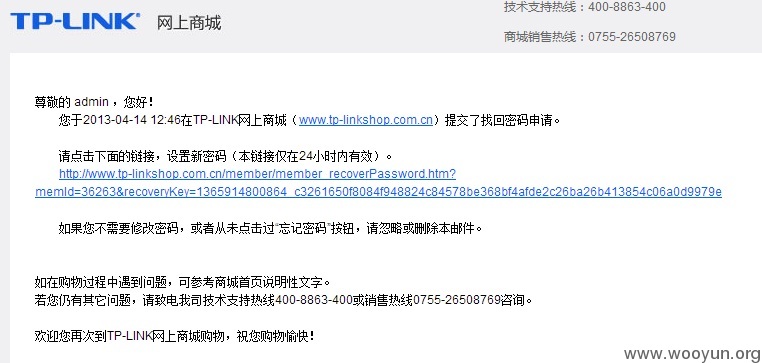 TP-LINK® 网上商城
技术支持热线：400-8863-400
商城销售热线：0755-26508769
尊敬的 admin ，您好！
您于2013-04-14 12:46在TP-LINK网上商城（www.tp-linkshop.com.cn）提交了找回密码申请。
请点击下面的链接，设置新密码（本链接仅在24小时内有效）。
http://www.tp-linkshop.com.cn/member/member_recoverPassword.htm?
memId=36263&recoveryKey=1365914800864_c3261650f8084f948824c84578be368bf4afde2c26ba26b413854c06a0d9979e
如果您不需要修改密码，或者从未点击过“忘记密码”按钮，请忽略或删除本邮件。
如在购物过程中遇到问题，可参考商城首页说明性文字。
若您仍有其它问题，请致电我司技术支持热线400-8863-400或销售热线0755-26508769咨询。
欢迎您再次到TP-LINK网上商城购物，祝您购物愉快！
www.wooyun.org